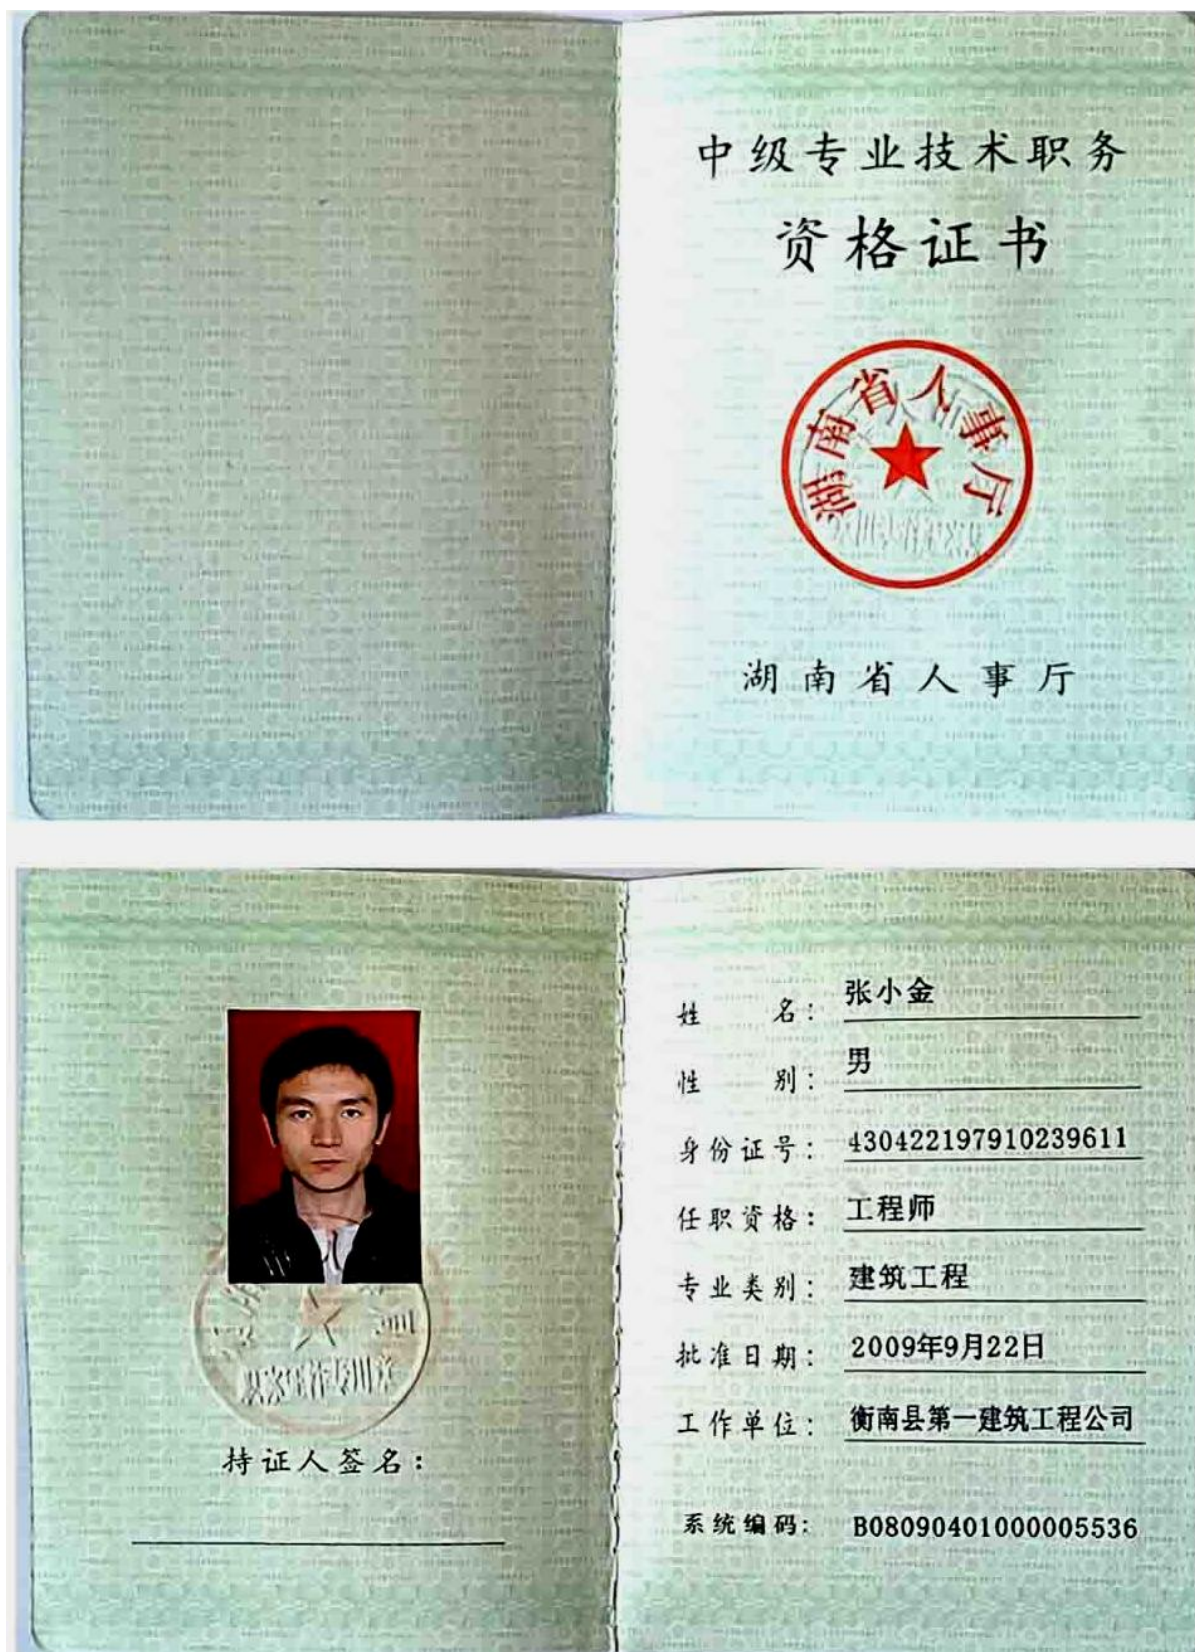 中级专业技术职务
资格证书
湖南省人事厅
湖南省人事厅
持证人签名：
姓名：张小金
性别：男
身份证号：430422197910239611
任职资格：工程师
专业类别：建筑工程
批准日期：2009年9月22日
工作单位：衡南县第一建筑工程公司
系统编码：B08090401000005536